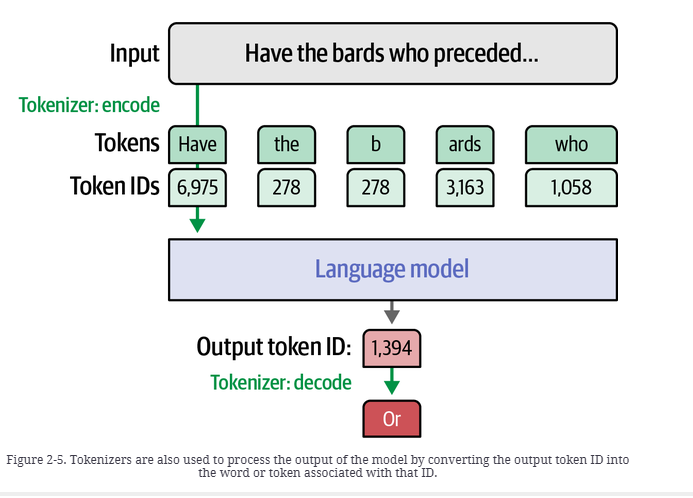 Input
Have the bards who preceded...
Tokenizer: encode
Tokens
Have the b ards who
Token IDs
6,975 278 278 3,163 1,058
Language model
Output token ID: 1,394
Tokenizer: decode
Or
Figure 2-5. Tokenizers are also used to process the output of the model by converting the output token ID into
the word or token associated with that ID.